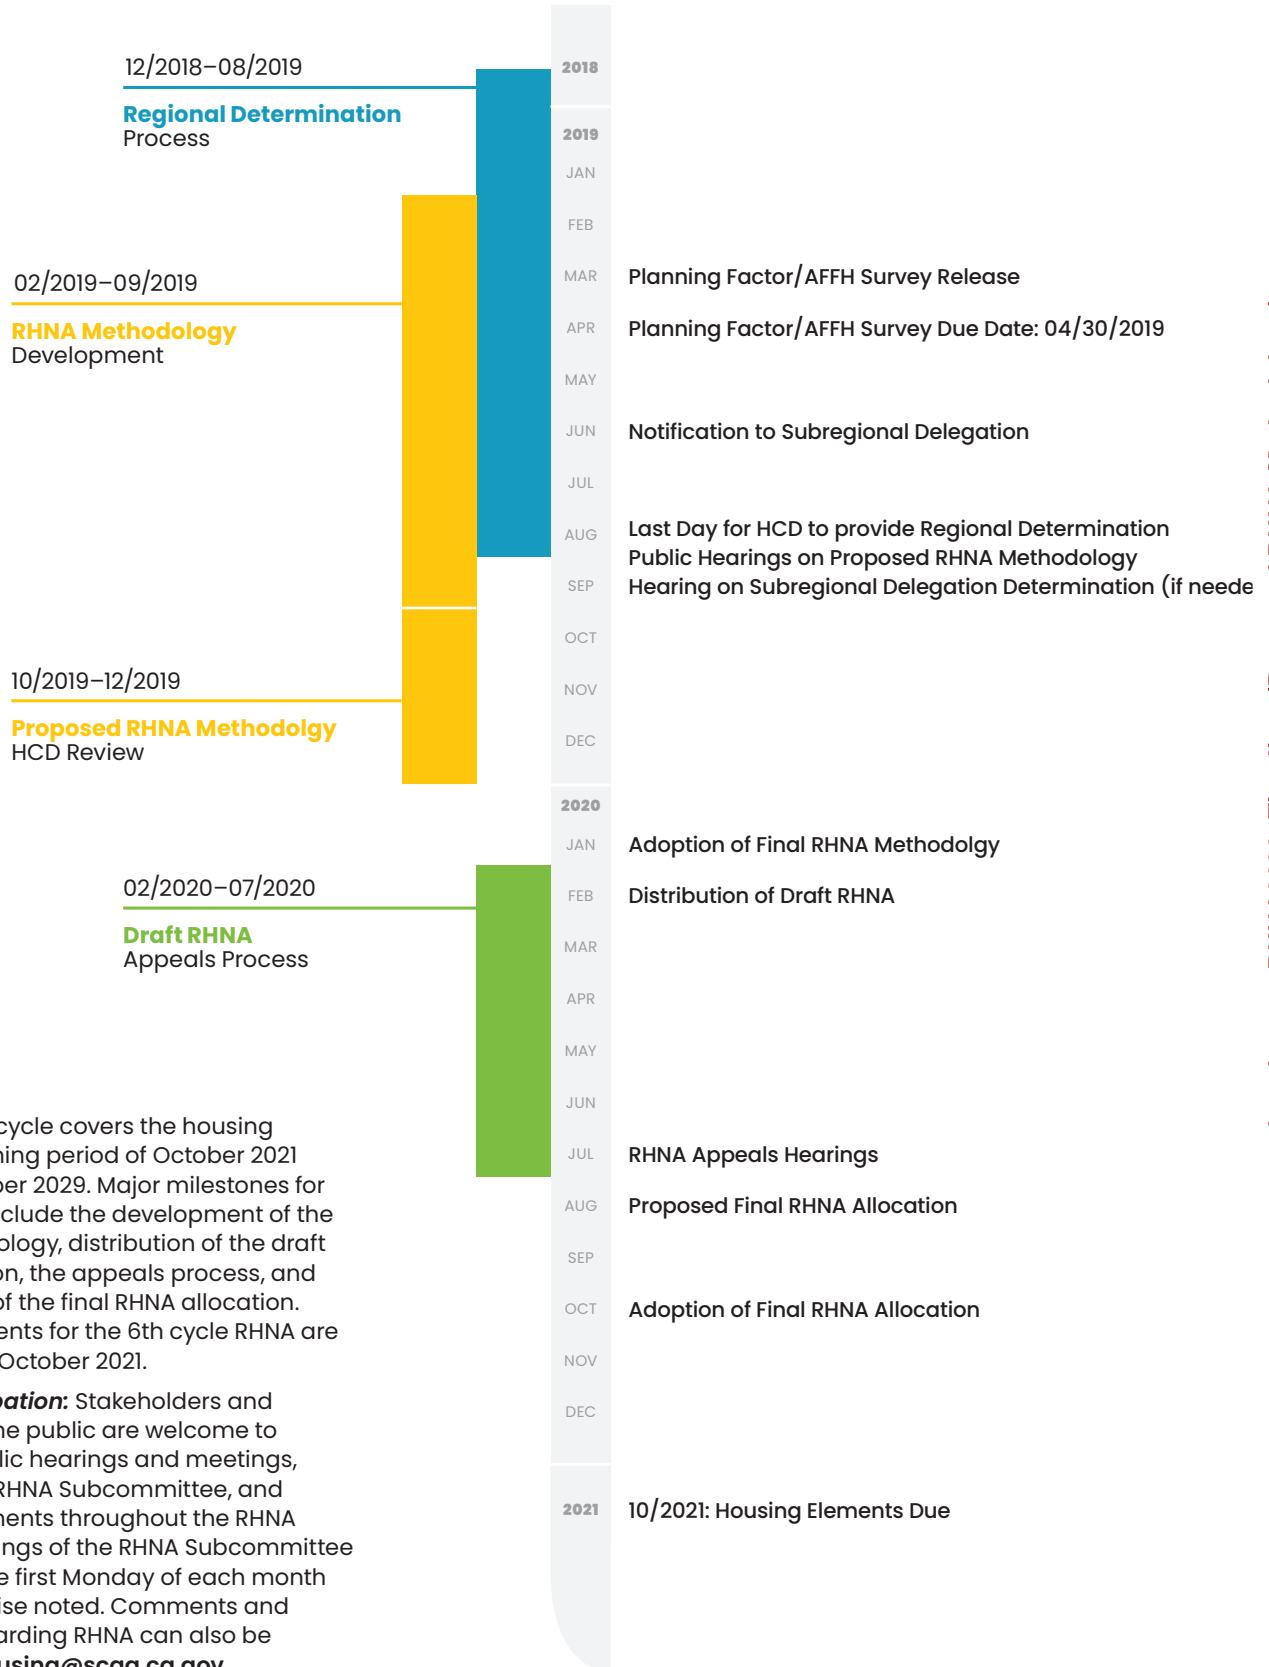 12/2018–08/2019
Regional Determination
Process
02/2019–09/2019
RHNA Methodology
Development
10/2019–12/2019
Proposed RHNA Methodolgy
HCD Review
02/2020–07/2020
Draft RHNA
Appeals Process
2018
2019
JAN
FEB
MAR Planning Factor/AFFH Survey Release
APR Planning Factor/AFFH Survey Due Date: 04/30/2019
MAY
JUN Notification to Subregional Delegation
JUL
AUG Last Day for HCD to provide Regional Determination
Public Hearings on Proposed RHNA Methodology
SEP Hearing on Subregional Delegation Determination (if neede
OCT
NOV
DEC
2020
JAN Adoption of Final RHNA Methodolgy
FEB Distribution of Draft RHNA
MAR
APR
MAY
JUN
JUL RHNA Appeals Hearings
AUG Proposed Final RHNA Allocation
SEP
OCT Adoption of Final RHNA Allocation
NOV
DEC
2021 10/2021: Housing Elements Due
cycle covers the housing
ning period of October 2021
ber 2029. Major milestones for
clude the development of the
ology, distribution of the draft
on, the appeals process, and
of the final RHNA allocation.
ents for the 6th cycle RHNA are
October 2021.
pation: Stakeholders and
he public are welcome to
lic hearings and meetings,
RHNA Subcommittee, and
nents throughout the RHNA
ngs of the RHNA Subcommittee
e first Monday of each month
ise noted. Comments and
arding RHNA can also be
using@scag.ca.gov